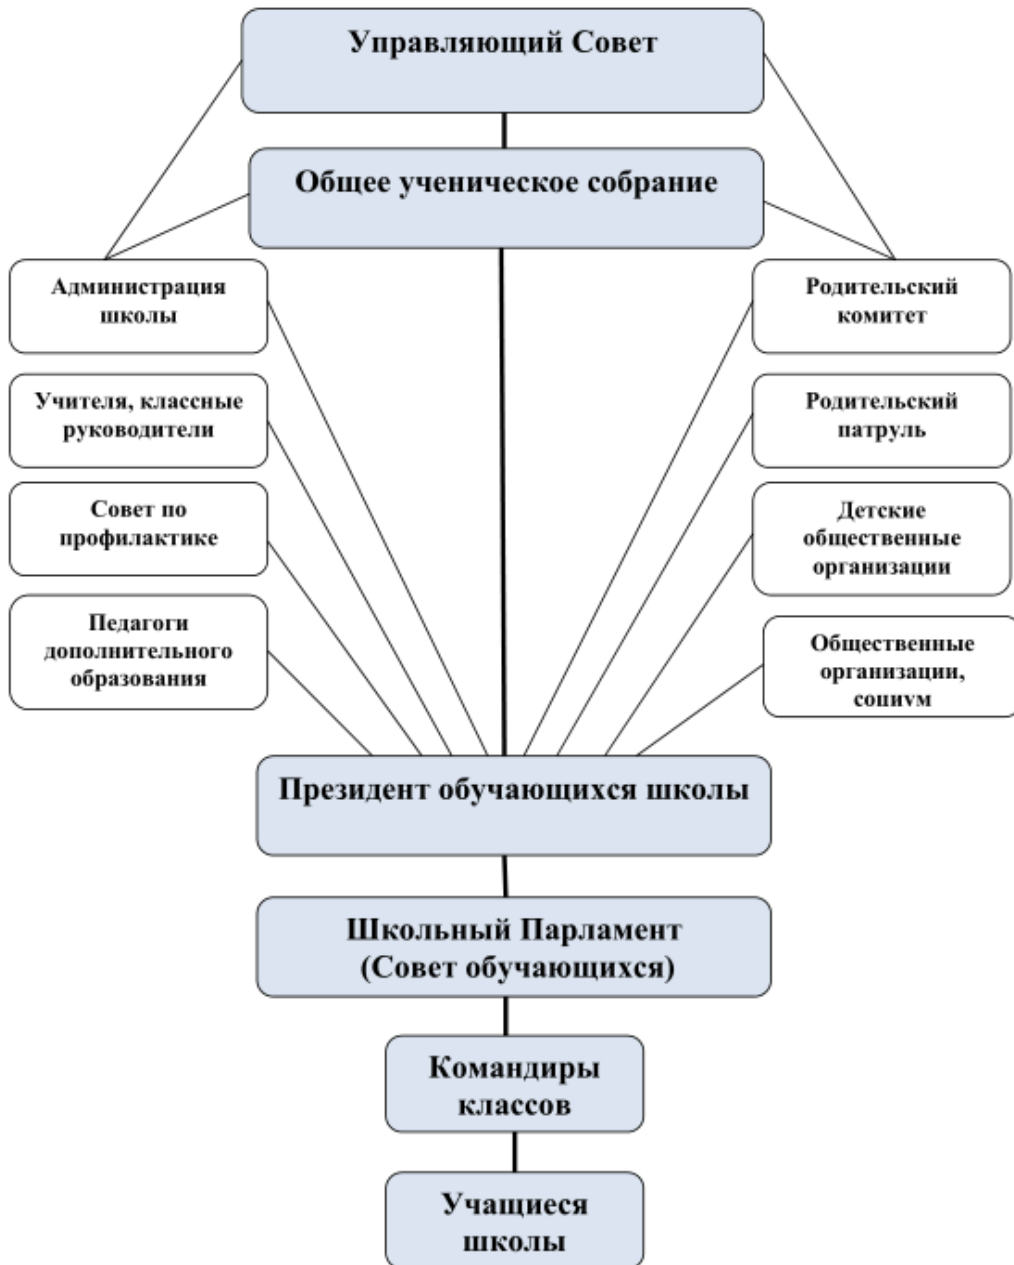 Управляющий Совет
Общее ученическое собрание
Администрация
школы
Родительский
комитет
Учителя, классные
руководители
Родительский
патруль
Совет по
профилактике
Детские
общественные
организации
Педагоги
дополнительного
образования
Общественные
организации,
социум
Президент обучающихся школы
Школьный Парламент
(Совет обучающихся)
Командиры
классов
Учащиеся
школы